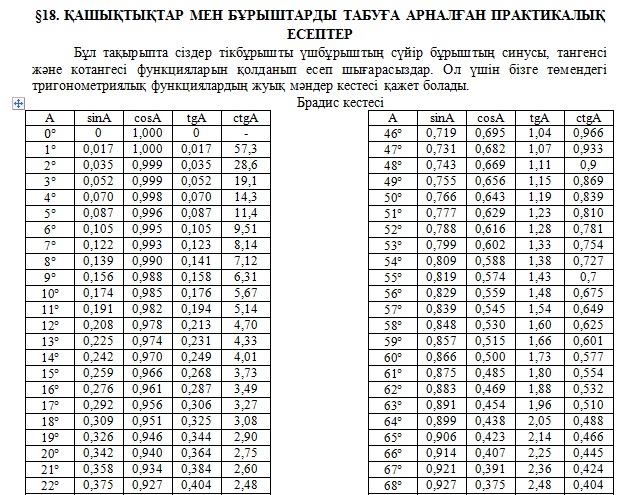 §18. ҚАШЫҚТЫҚТАР МЕН БҰРЫШТАРДЫ ТАБУҒА АРНАЛҒАН ПРАКТИКАЛЫҚ
ЕСЕПТЕР
Бұл тақырыпта сіздер тікбұрышты үшбұрыштың сүйір бұрыштың синусы, тангенсі
және котангесі функцияларын қолданып есеп шығарасыздар. Ол үшін бізге төмендегі
тригонометриялық функциялардың жуық мәндер кестесі қажет болады.
Брадис кестесі
A sinA cosA tgA ctgA
0° 0 1,000 0 -
1° 0,017 1,000 0,017 57,3
2° 0,035 0,999 0,035 28,6
3° 0,052 0,999 0,052 19,1
4° 0,070 0,998 0,070 14,3
5° 0,087 0,996 0,087 11,4
6° 0,105 0,995 0,105 9,51
7° 0,122 0,993 0,123 8,14
8° 0,139 0,990 0,141 7,12
9° 0,156 0,988 0,158 6,31
10° 0,174 0,985 0,176 5,67
11° 0,191 0,982 0,194 5,14
12° 0,208 0,978 0,213 4,70
13° 0,225 0,974 0,231 4,33
14° 0,242 0,970 0,249 4,01
15° 0,259 0,966 0,268 3,73
16° 0,276 0,961 0,287 3,49
17° 0,292 0,956 0,306 3,27
18° 0,309 0,951 0,325 3,08
19° 0,326 0,946 0,344 2,90
20° 0,342 0,940 0,364 2,75
21° 0,358 0,934 0,384 2,60
22° 0,375 0,927 0,404 2,48
A sinA cosA tgA ctgA
46° 0,719 0,695 1,04 0,966
47° 0,731 0,682 1,07 0,933
48° 0,743 0,669 1,11 0,9
49° 0,755 0,656 1,15 0,869
50° 0,766 0,643 1,19 0,839
51° 0,777 0,629 1,23 0,810
52° 0,788 0,616 1,28 0,781
53° 0,799 0,602 1,33 0,754
54° 0,809 0,588 1,38 0,727
55° 0,819 0,574 1,43 0,7
56° 0,829 0,559 1,48 0,675
57° 0,839 0,545 1,54 0,649
58° 0,848 0,530 1,60 0,625
59° 0,857 0,515 1,66 0,601
60° 0,866 0,500 1,73 0,577
61° 0,875 0,485 1,80 0,554
62° 0,883 0,469 1,88 0,532
63° 0,891 0,454 1,96 0,510
64° 0,899 0,438 2,05 0,488
65° 0,906 0,423 2,14 0,466
66° 0,914 0,407 2,25 0,445
67° 0,921 0,391 2,36 0,424
68° 0,927 0,375 2,48 0,404